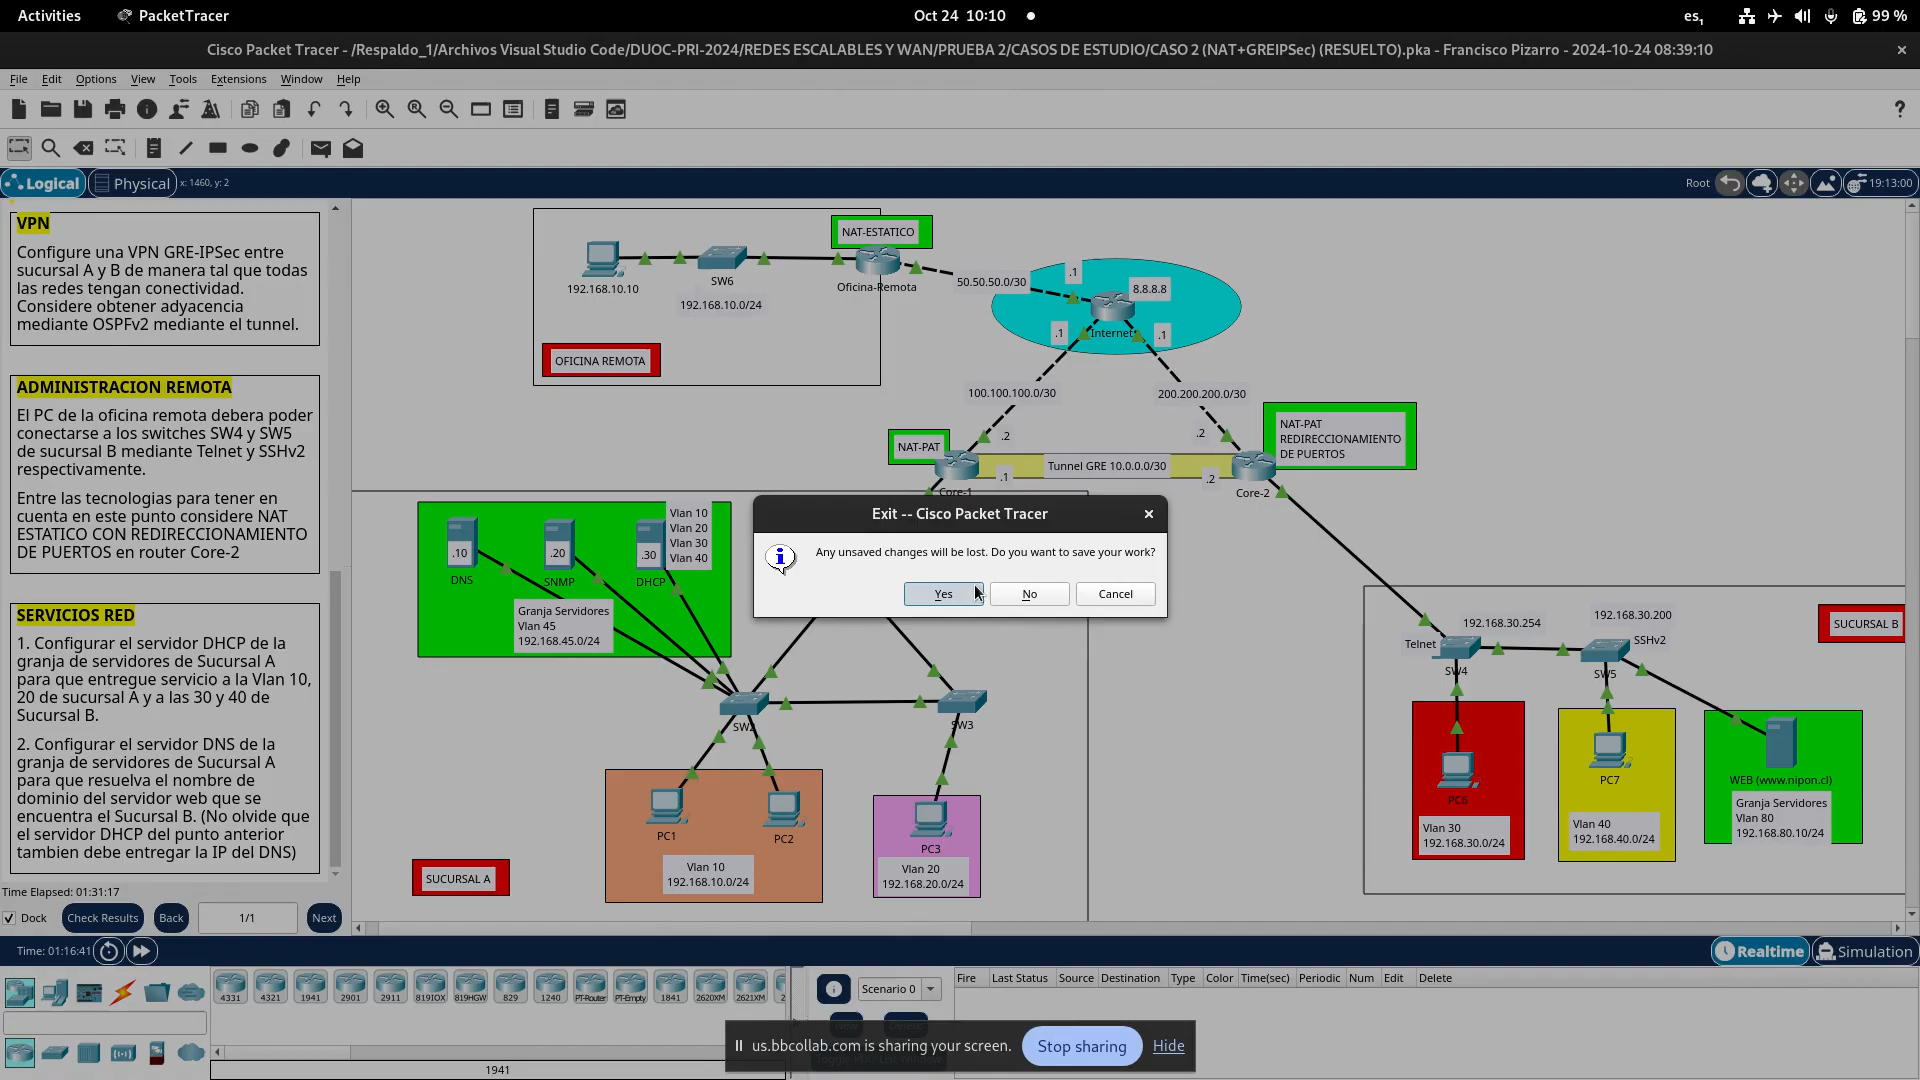 Activities
PacketTracer
Oct 24 10:10
es1
99 %
Cisco Packet Tracer - /Respaldo_1/Archivos Visual Studio Code/DUOC-PRI-2024/REDES ESCALABLES Y WAN/PRUEBA 2/CASOS DE ESTUDIO/CASO 2 (NAT+GREIPSec) (RESUELTO).pka - Francisco Pizarro - 2024-10-24 08:39:10
File Edit Options View Tools Extensions Window Help
Logical
Physical
x: 1460, y: 2
Root
19:13:00
VPN
Configure una VPN GRE-IPSec entre
sucursal A y B de manera tal que todas
las redes tengan conectividad.
Considere obtener adyacencia
mediante OSPFv2 mediante el tunnel.
ADMINISTRACION REMOTA
El PC de la oficina remota debera poder
conectarse a los switches SW4 y SW5
de sucursal B mediante Telnet y SSHv2
respectivamente.
Entre las tecnologias para tener en
cuenta en este punto considere NAT
ESTATICO CON REDIRECCIONAMIENTO
DE PUERTOS en router Core-2
SERVICIOS RED
1. Configurar el servidor DHCP de la
granja de servidores de Sucursal A
para que entregue servicio a la Vlan 10,
20 de sucursal A y a las 30 y 40 de
Sucursal B.
2. Configurar el servidor DNS de la
granja de servidores de Sucursal A
para que resuelva el nombre de
dominio del servidor web que se
encuentra el Sucursal B. (No olvide que
el servidor DHCP del punto anterior
tambien debe entregar la IP del DNS)
Time Elapsed: 01:31:17
Dock
Check Results
Back
1/1
Next
NAT-ESTATICO
192.168.10.10
SW6
192.168.10.0/24
Oficina-Remota
OFICINA REMOTA
50.50.50.0/30
.1
8.8.8.8
.1
Internet
.1
100.100.100.0/30
200.200.200.0/30
NAT-PAT
.2
.2
NAT-PAT
REDIRECCIONAMIENTO
DE PUERTOS
Tunnel GRE 10.0.0.0/30
.1
.2
Core-1
Core-2
Vlan 10
Vlan 20
Vlan 30
Vlan 40
.10
.20
.30
DNS
SNMP
DHCP
Granja Servidores
Vlan 45
192.168.45.0/24
Exit -- Cisco Packet Tracer
Any unsaved changes will be lost. Do you want to save your work?
Yes
No
Cancel
SW2
SW3
PC1
PC2
Vlan 10
192.168.10.0/24
PC3
Vlan 20
192.168.20.0/24
SUCURSAL A
Telnet
192.168.30.254
192.168.30.200
SSHv2
SUCURSAL B
SW4
SW5
PC6
Vlan 30
192.168.30.0/24
PC7
Vlan 40
192.168.40.0/24
WEB (www.nipon.cl)
Granja Servidores
Vlan 80
192.168.80.10/24
Time: 01:16:41
Realtime
Simulation
4331 4321 1941 2901 2911 819IOX 819HGW 829 1240 PT-Router PT-Empty 1841 2620XM 2621XM
1941
Scenario 0
Fire Last Status Source Destination Type Color Time(sec) Periodic Num Edit Delete
us.bbcollab.com is sharing your screen.
Stop sharing
Hide